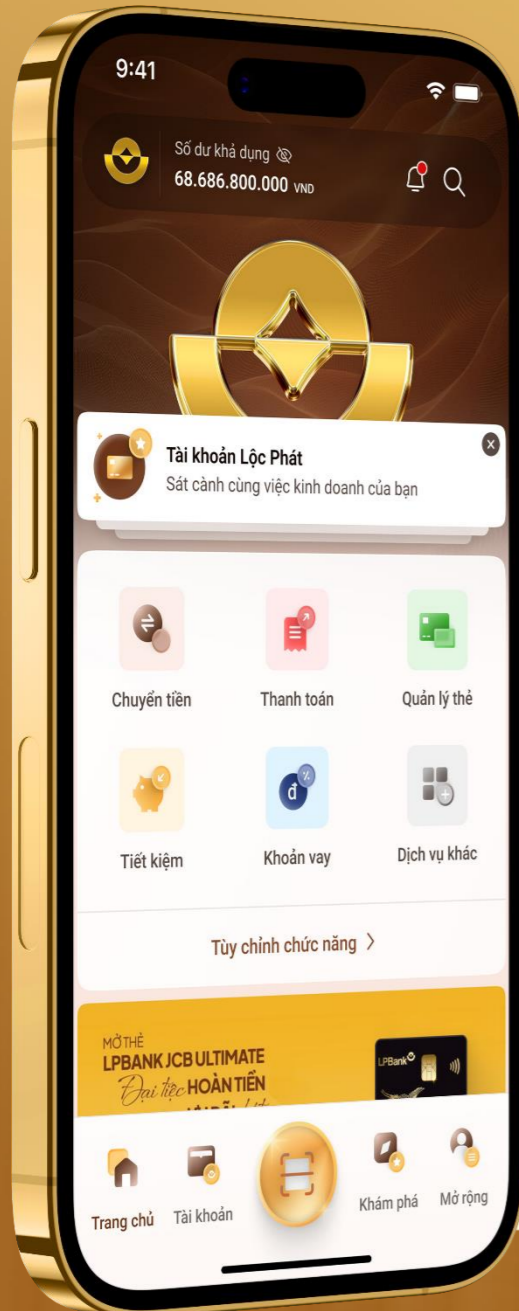 9:41
Số dư khả dụng
68.686.800.000 VND
Tài khoản Lộc Phát
Sát cành cùng việc kinh doanh của bạn
Chuyển tiền
Thanh toán
Quản lý thẻ
Tiết kiệm
Khoản vay
Dịch vụ khác
Tùy chỉnh chức năng
MỞ THẺ
LPBANK JCB ULTIMATE
Đại tiệc HOÀN TIỀN
LPBank
Trang chủ
Tài khoản
Khám phá
Mở rộng